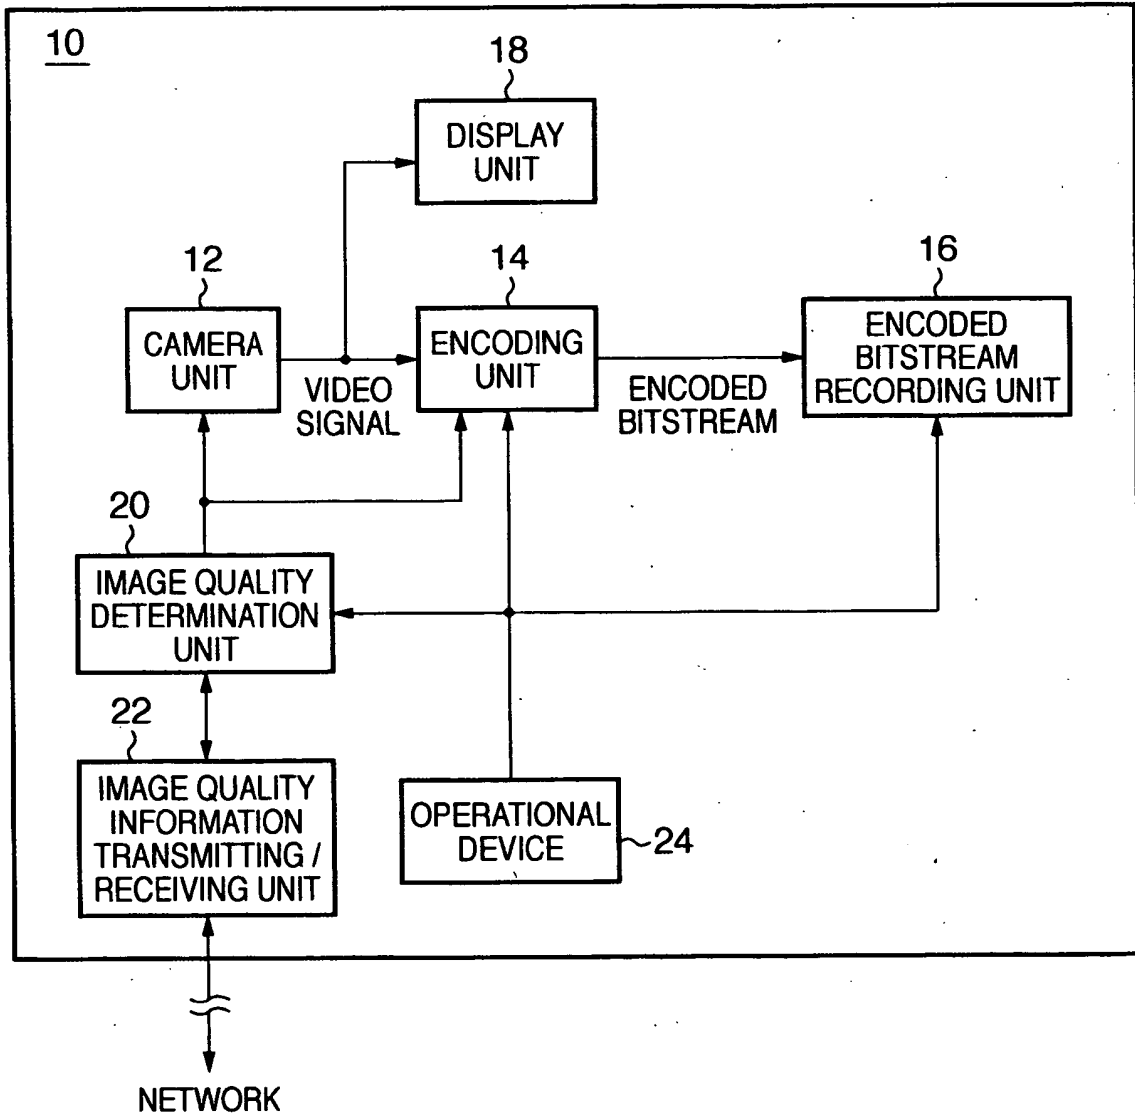 10
18
DISPLAY
UNIT
12
14
16
CAMERA
UNIT
VIDEO
SIGNAL
ENCODING
UNIT
ENCODED
BITSTREAM
ENCODED
BITSTREAM
RECORDING UNIT
20
IMAGE QUALITY
DETERMINATION
UNIT
22
IMAGE QUALITY
INFORMATION
TRANSMITTING /
RECEIVING UNIT
OPERATIONAL
DEVICE
24
NETWORK